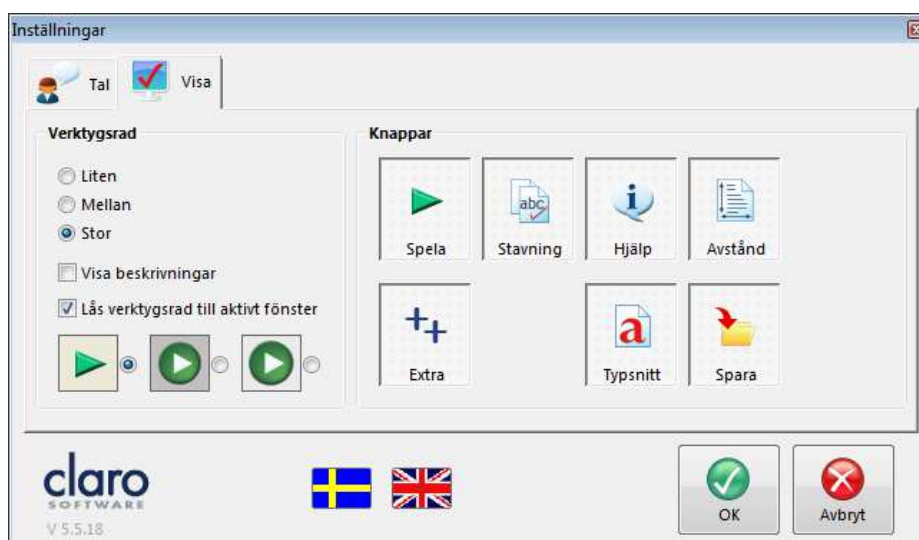 Inställningar
Tal
Visa
Verktygsrad
Liten
Mellan
Stor
Visa beskrivningar
Lås verktygsrad till aktivt fönster
Knappar
abc
Spela
Stavning
Hjälp
Avstånd
a
Extra
Typsnitt
Spara
claro
SOFTWARE
V 5.5.18
OK
Avbryt